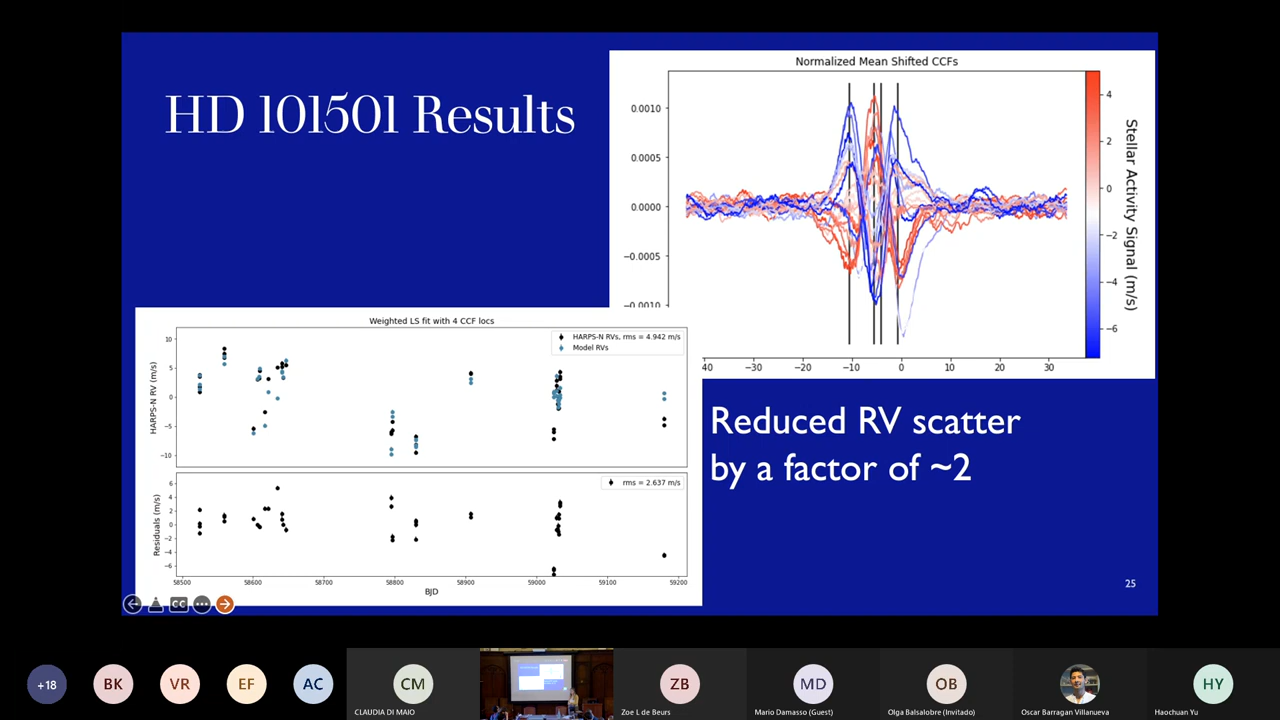 HD 101501 Results
Normalized Mean Shifted CCFs
0.0010
0.0005
0.0000
−0.0005
−0.0010
40
−30
−20
−10
0
10
20
30
4
2
0
−2
−4
−6
Stellar Activity Signal (m/s)
Weighted LS fit with 4 CCF locs
HARPS-N RVs, rms = 4.942 m/s
Model RVs
HARPS-N RV (m/s)
10
5
0
−5
−10
rms = 2.637 m/s
Residuals (m/s)
6
4
2
0
−2
−4
−6
58500
58600
58700
58800
58900
59000
59100
59200
BJD
Reduced RV scatter
by a factor of ~2
25
CC
+18
BK
VR
EF
AC
CM
CLAUDIA DI MAIO
ZB
Zoe L de Beurs
MD
Mario Damasso (Guest)
OB
Olga Balsalobre (Invitado)
Oscar Barragan Villanueva
HY
Haochuan Yu